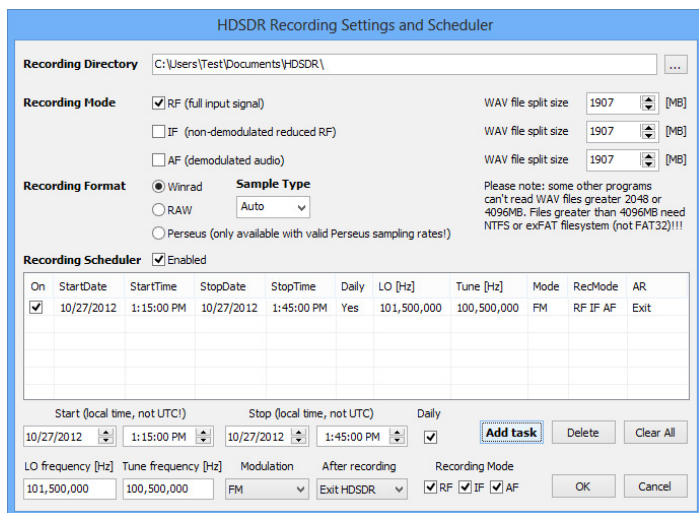 HDSDR Recording Settings and Scheduler
Recording Directory C:\Users\Test\Documents\HDSDR\ ...
Recording Mode RF (full input signal) WAV file split size 1907 [MB]
IF (non-demodulated reduced RF) WAV file split size 1907 [MB]
AF (demodulated audio) WAV file split size 1907 [MB]
Recording Format Winrad Sample Type
RAW Auto
Perseus (only available with valid Perseus sampling rates!)
Please note: some other programs
can't read WAV files greater 2048 or
4096MB. Files greater than 4096MB need
NTFS or exFAT filesystem (not FAT32)!!!
Recording Scheduler Enabled
On StartDate StartTime StopDate StopTime Daily LO [Hz] Tune [Hz] Mode RecMode AR
10/27/2012 1:15:00 PM 10/27/2012 1:45:00 PM Yes 101,500,000 100,500,000 FM RF IF AF Exit
Start (local time, not UTC!) Stop (local time, not UTC) Daily
10/27/2012 1:15:00 PM 10/27/2012 1:45:00 PM Add task Delete Clear All
LO frequency [Hz] Tune frequency [Hz] Modulation After recording Recording Mode
101,500,000 100,500,000 FM Exit HDSDR RF IF AF OK Cancel